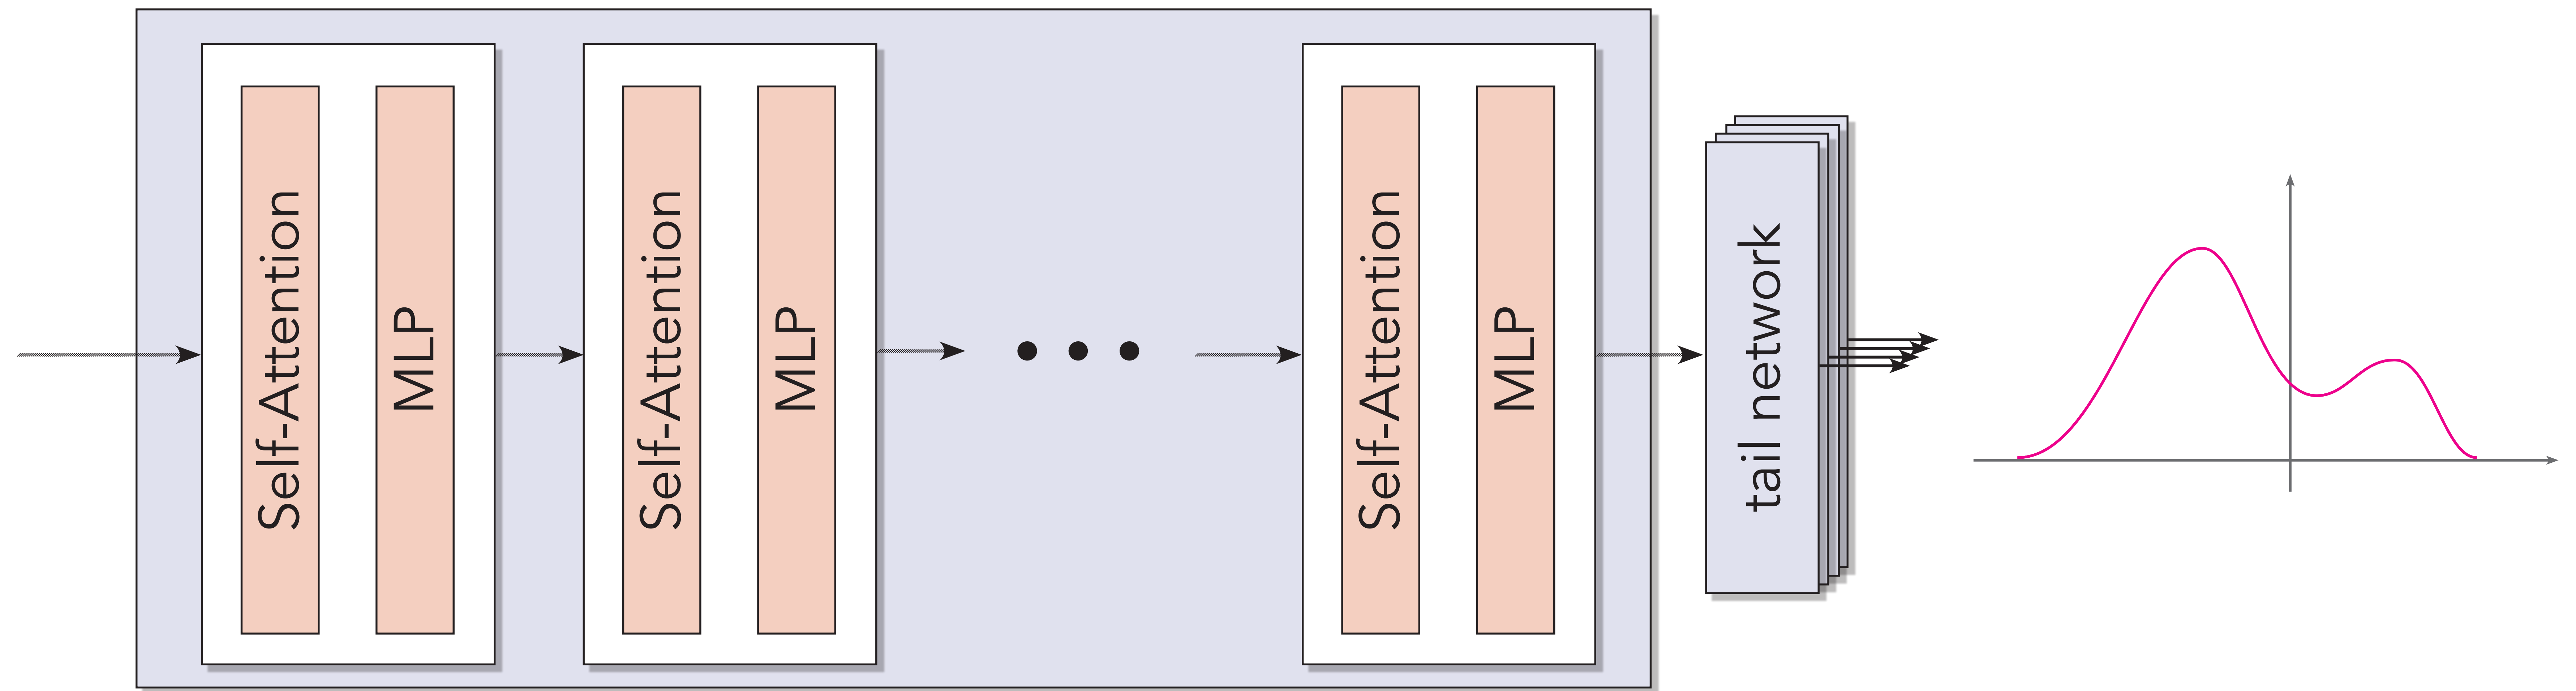 Self-Attention
MLP
Self-Attention
MLP
Self-Attention
MLP
tail network